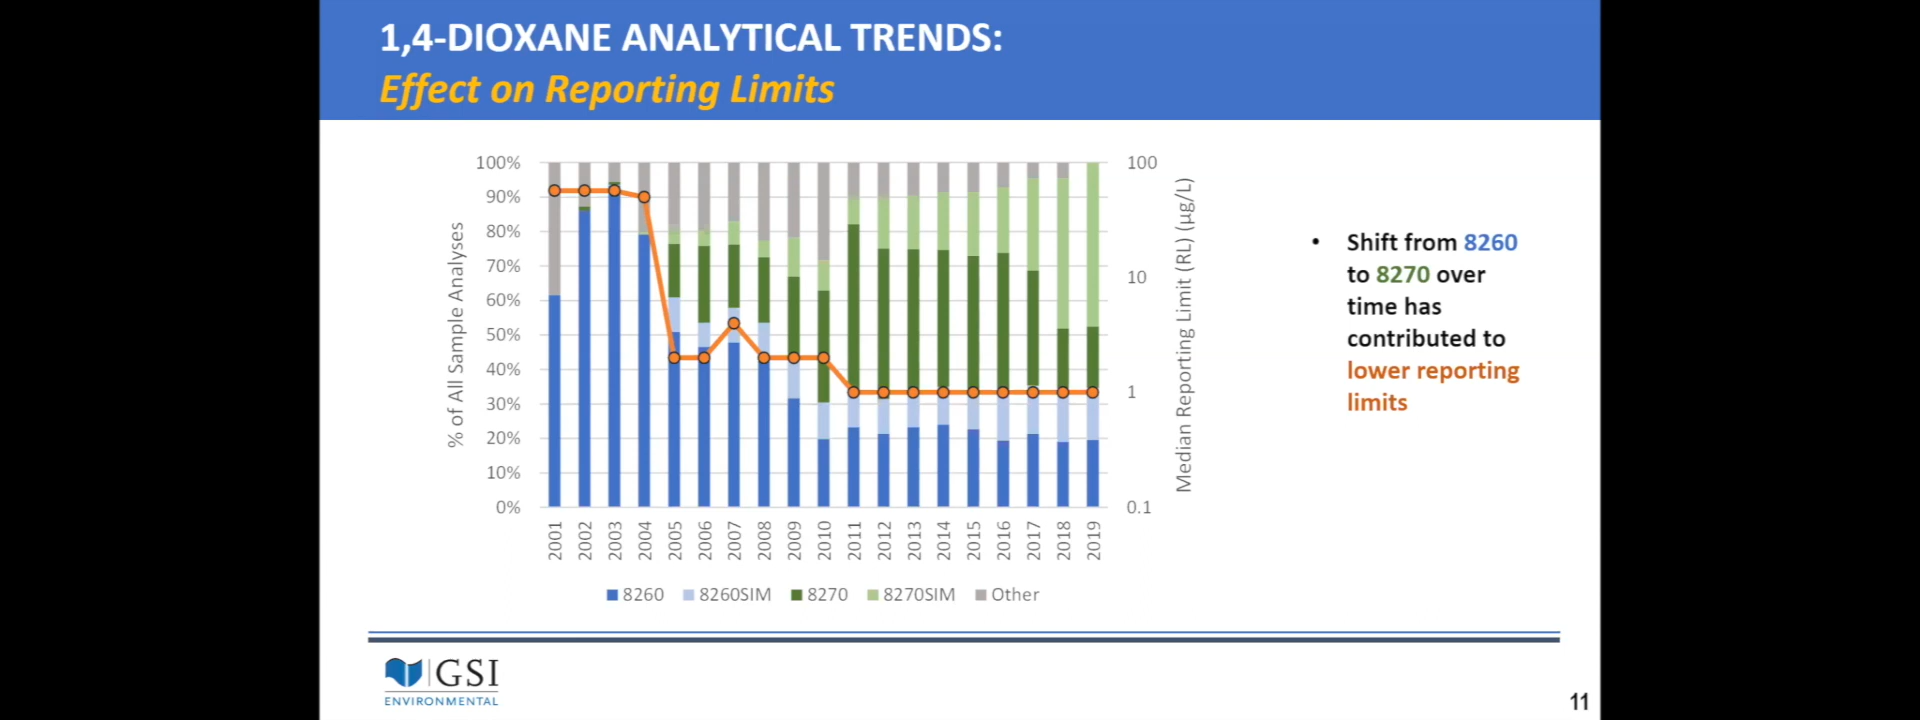 1,4-DIOXANE ANALYTICAL TRENDS:
Effect on Reporting Limits
% of All Sample Analyses
100%
90%
80%
70%
60%
50%
40%
30%
20%
10%
0%
100
10
1
0.1
Median Reporting Limit (RL) (µg/L)
2001
2002
2003
2004
2005
2006
2007
2008
2009
2010
2011
2012
2013
2014
2015
2016
2017
2018
2019
8260 8260SIM 8270 8270SIM Other
• Shift from 8260
to 8270 over
time has
contributed to
lower reporting
limits
GSI
ENVIRONMENTAL
11